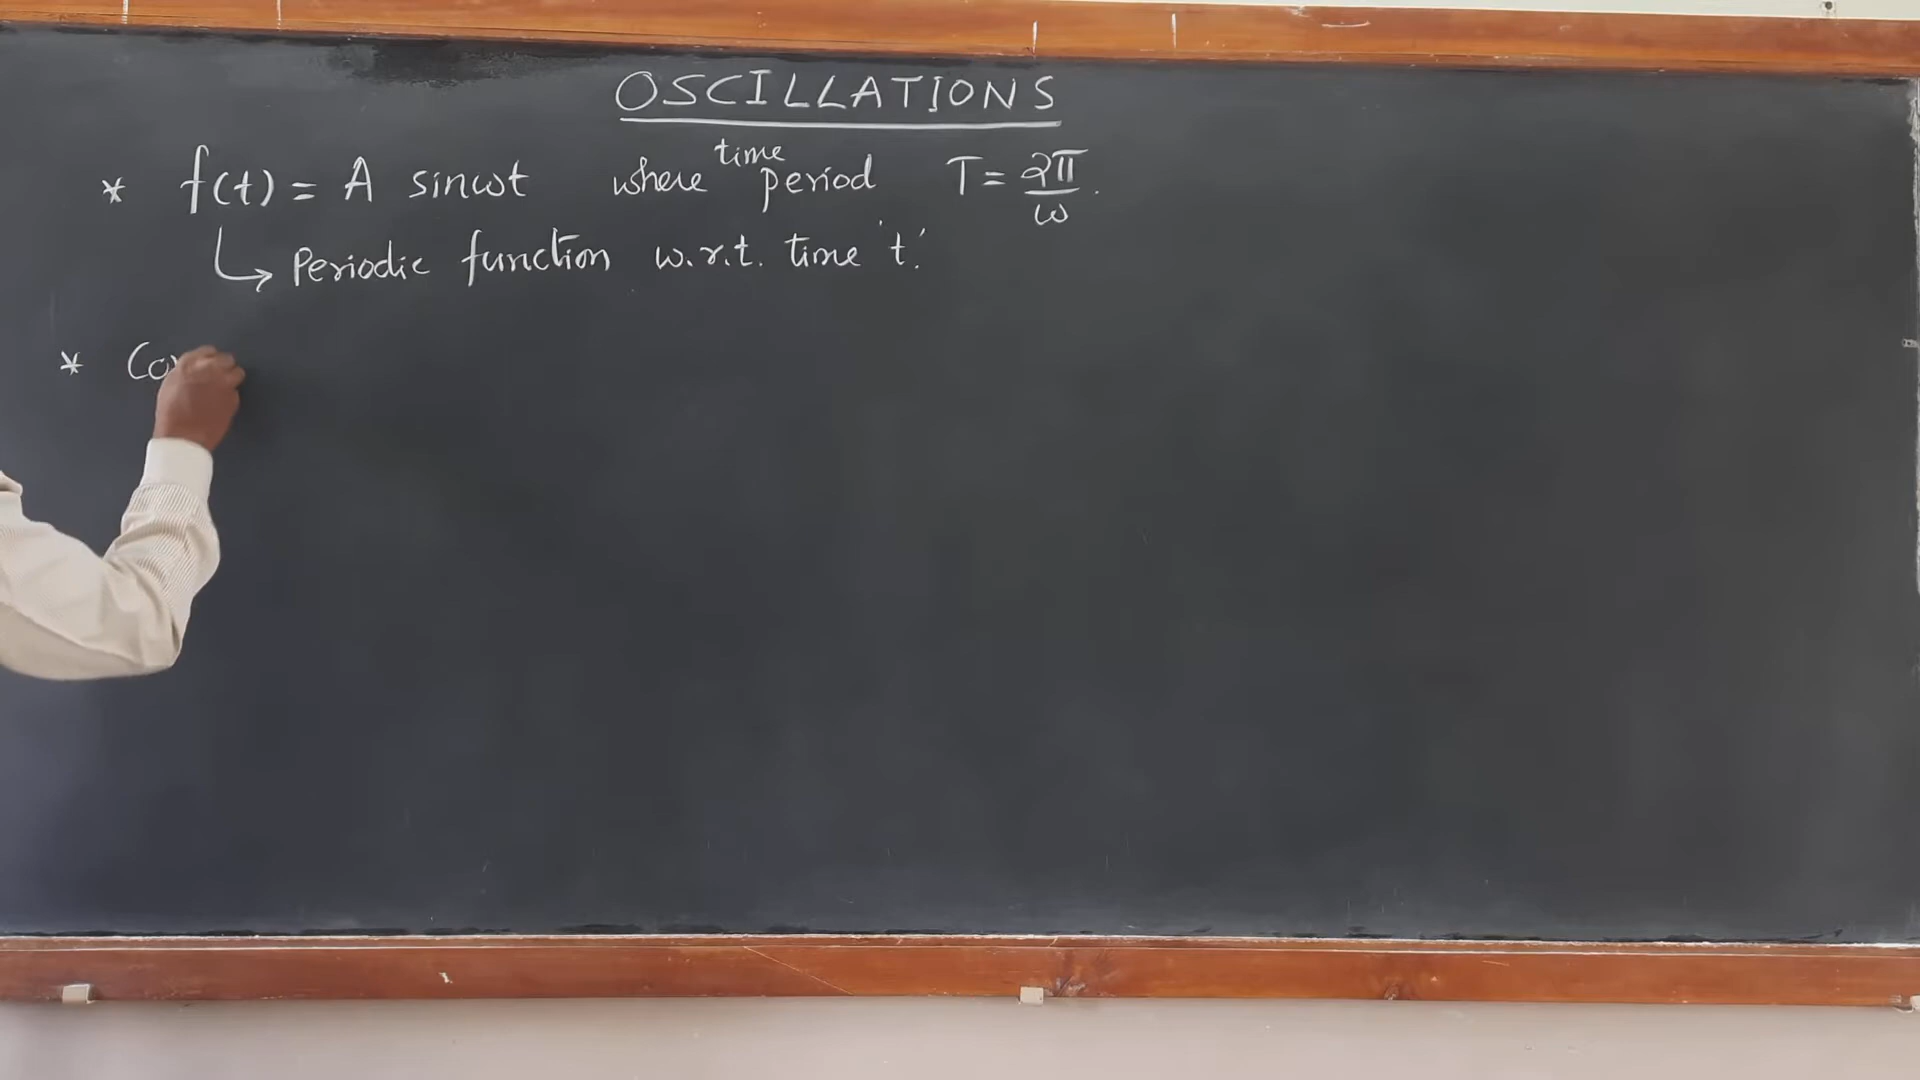 OSCILLATIONS
* f(t) = A sinωt where time period T = 2π/ω.
↳ Periodic function w.r.t. time 't'.
*